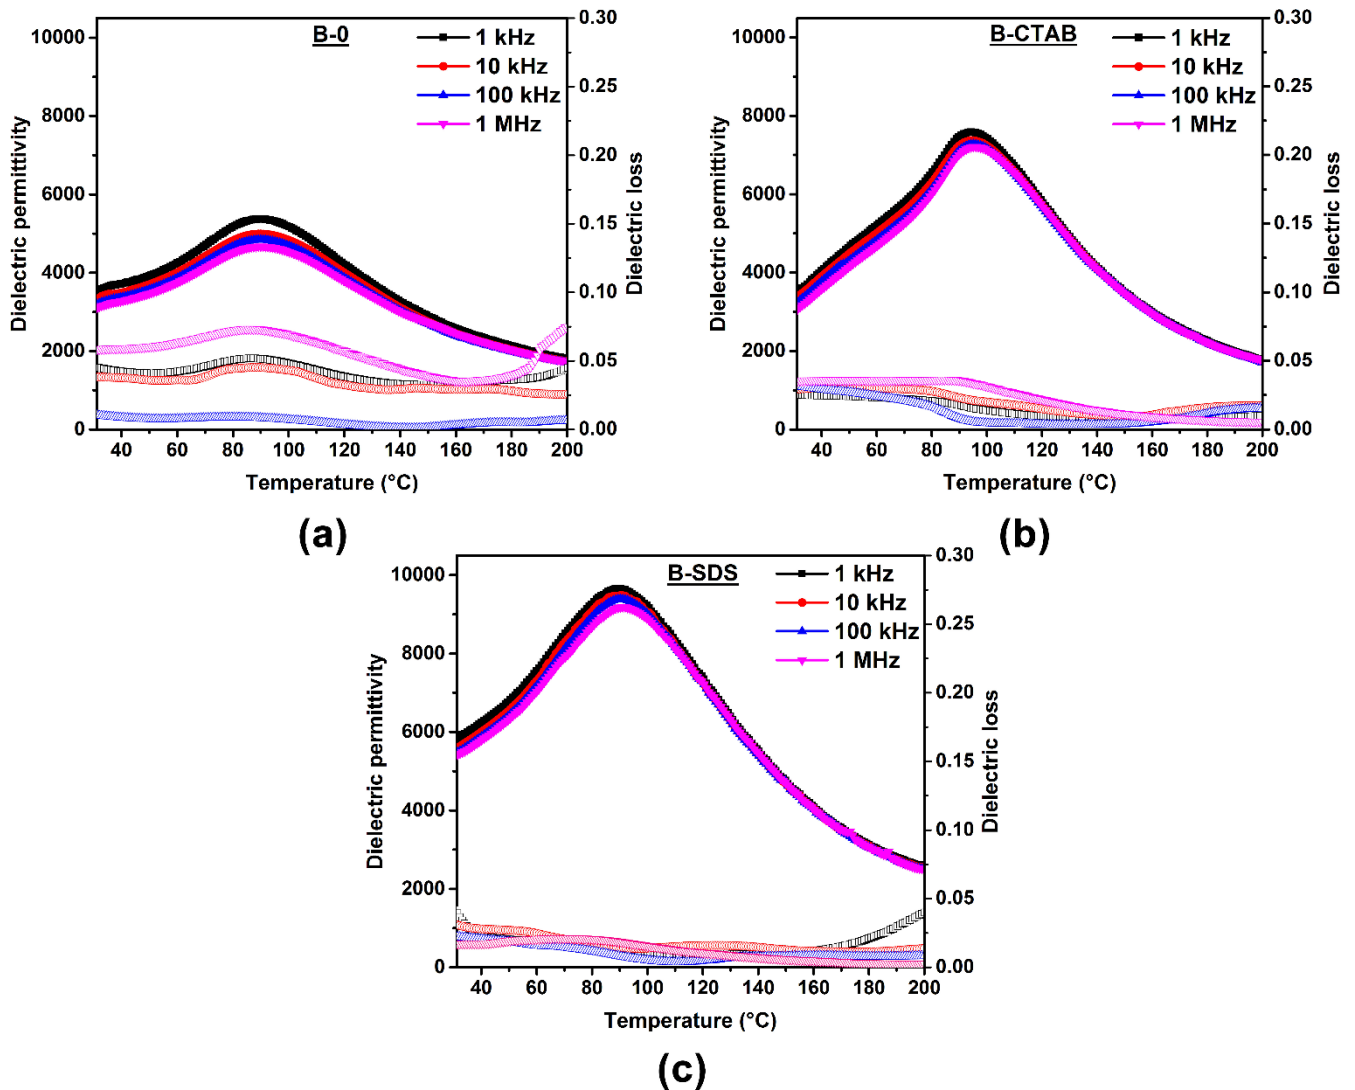 B-0
1 kHz
10 kHz
100 kHz
1 MHz
Dielectric permittivity
10000
8000
6000
4000
2000
0
0.30
0.25
0.20
0.15
0.10
0.05
0.00
Dielectric loss
40 60 80 100 120 140 160 180 200
Temperature (°C)
(a)
B-CTAB
1 kHz
10 kHz
100 kHz
1 MHz
Dielectric permittivity
10000
8000
6000
4000
2000
0
0.30
0.25
0.20
0.15
0.10
0.05
0.00
Dielectric loss
40 60 80 100 120 140 160 180 200
Temperature (°C)
(b)
B-SDS
1 kHz
10 kHz
100 kHz
1 MHz
Dielectric permittivity
10000
8000
6000
4000
2000
0
0.30
0.25
0.20
0.15
0.10
0.05
0.00
Dielectric loss
40 60 80 100 120 140 160 180 200
Temperature (°C)
(c)